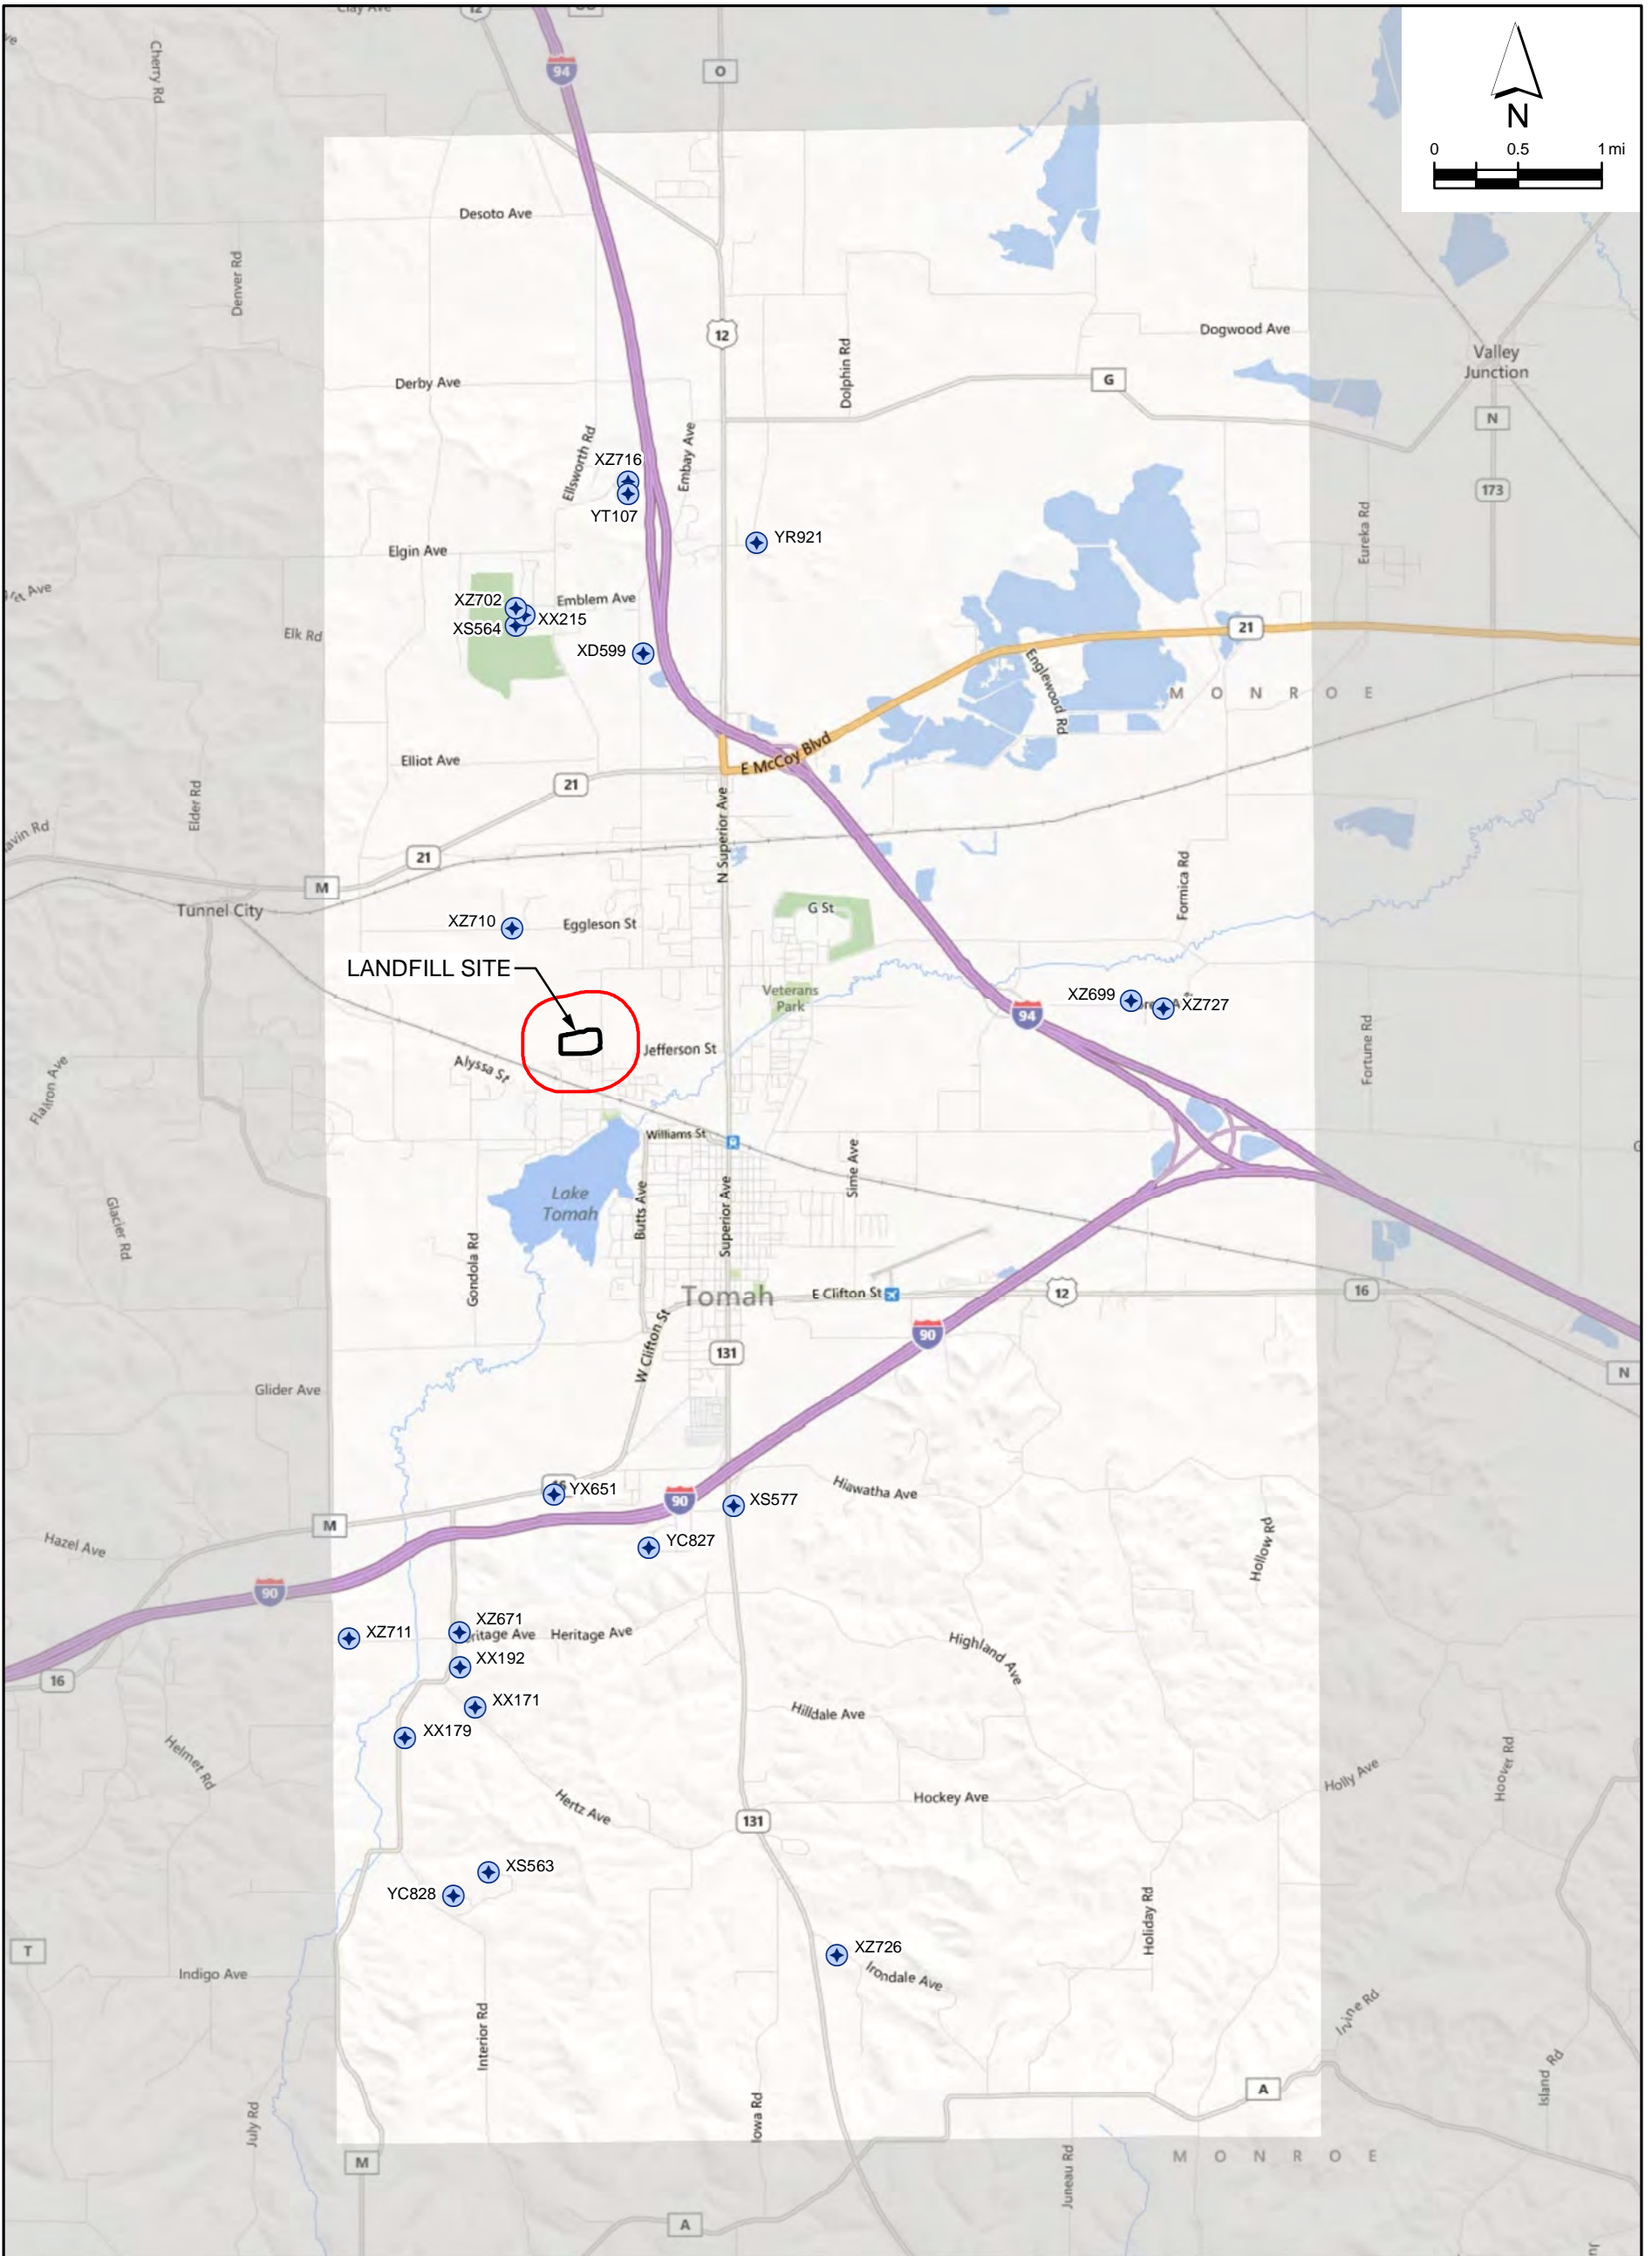 12
94
O
N
0 0.5 1 mi
Cherry Rd
Desoto Ave
Denver Rd
12
Dogwood Ave
Dolphin Rd
Valley
Junction
Derby Ave
G
N
Ellsworth Rd
Embay Ave
XZ716
YT107
173
YR921
Eureka Rd
Elgin Ave
XZ702
Emblem Ave
XX215
XS564
Elk Rd
21
XD599
Englewood Rd
MONROE
E McCoy Blvd
Elliot Ave
21
Elder Rd
N Superior Ave
21
M
Formica Rd
Tunnel City
XZ710
Eggleson St
G St
LANDFILL SITE
Veterans
Park
XZ699
XZ727
94
Jefferson St
Alyssa St
Fortune Rd
Williams St
Sime Ave
Lake
Tomah
Butts Ave
Superior Ave
Glacier Rd
Gondola Rd
Tomah
E Clifton St
12
16
90
W Clifton St
131
N
Glider Ave
YX651
Hiawatha Ave
90
XS577
M
YC827
Hazel Ave
Hollow Rd
90
XZ671
XZ711
Heritage Ave
XX192
Highland Ave
16
XX171
Hilldale Ave
XX179
Helmet Rd
Hoover Rd
Holly Ave
Hertz Ave
Hockey Ave
131
XS563
YC828
Holiday Rd
T
XZ726
Indigo Ave
Irondale Ave
Irvine Rd
Interior Rd
Island Rd
A
July Rd
Iowa Rd
M
Juneau Rd
MONROE
A